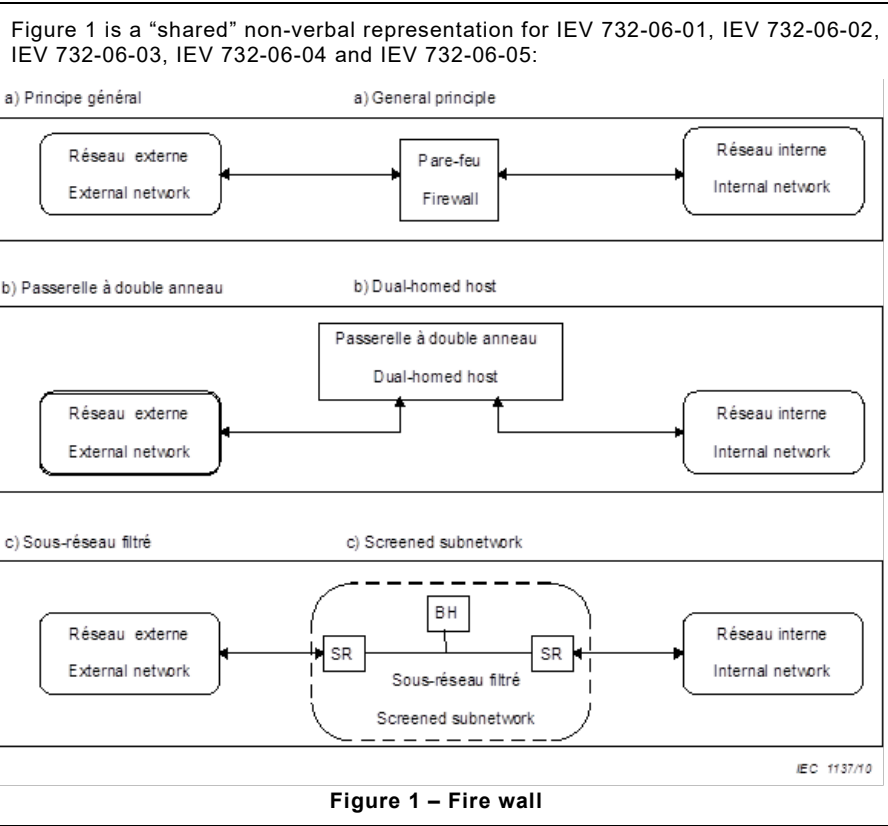 Figure 1 is a “shared” non-verbal representation for IEV 732-06-01, IEV 732-06-02,
IEV 732-06-03, IEV 732-06-04 and IEV 732-06-05:
a) Principe général
a) General principle
Réseau externe
External network
Pare-feu
Firewall
Réseau interne
Internal network
b) Passerelle à double anneau
b) Dual-homed host
Passerelle à double anneau
Dual-homed host
Réseau externe
External network
Réseau interne
Internal network
c) Sous-réseau filtré
c) Screened subnetwork
Réseau externe
External network
BH
SR
SR
Sous-réseau filtré
Screened subnetwork
Réseau interne
Internal network
IEC 1137/10
Figure 1 – Fire wall